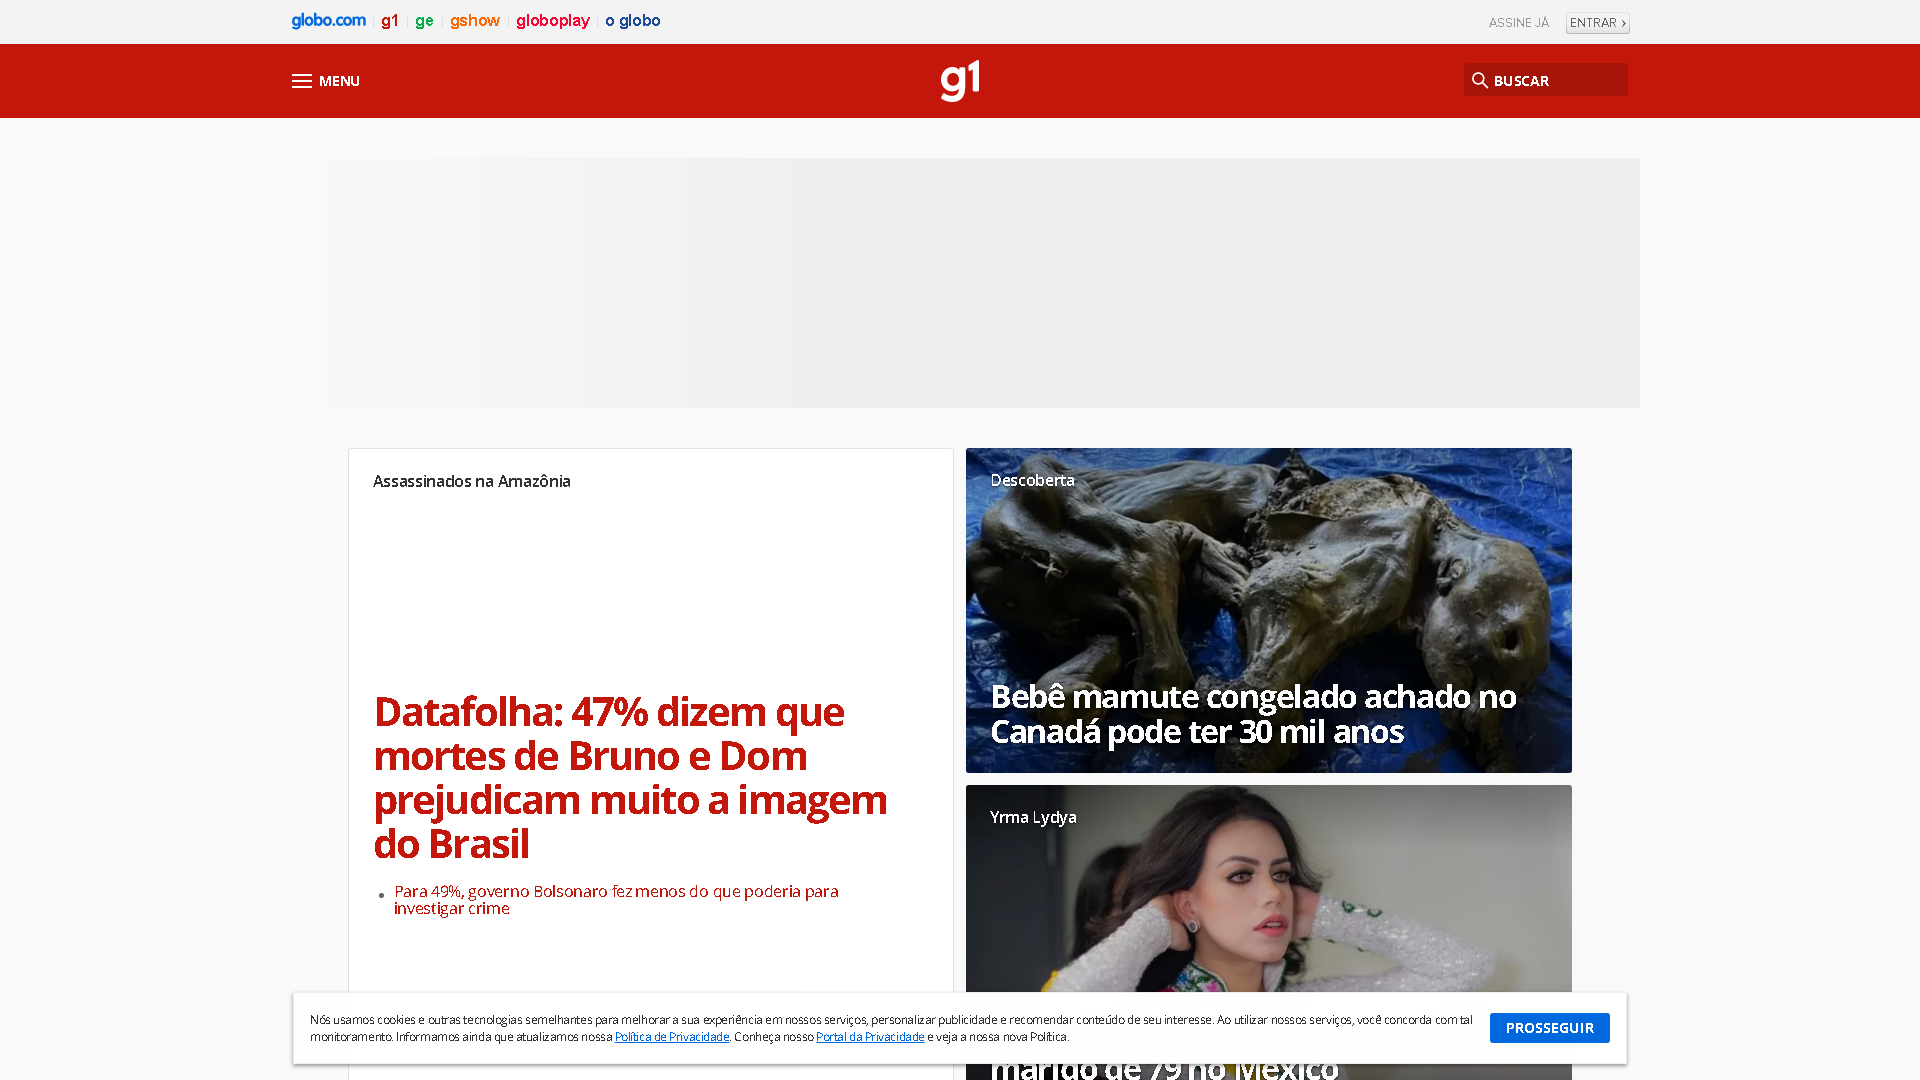 globo.com
g1
ge
gshow
globoplay
o globo
ASSINE JÁ
ENTRAR ›
MENU
g1
BUSCAR
Assassinados na Amazônia
Datafolha: 47% dizem que
mortes de Bruno e Dom
prejudicam muito a imagem
do Brasil
Para 49%, governo Bolsonaro fez menos do que poderia para
investigar crime
Descoberta
Bebê mamute congelado achado no
Canadá pode ter 30 mil anos
Yrma Lydya
marido de 79 no México
Nós usamos cookies e outras tecnologias semelhantes para melhorar a sua experiência em nossos serviços, personalizar publicidade e recomendar conteúdo de seu interesse. Ao utilizar nossos serviços, você concorda com tal
monitoramento. Informamos ainda que atualizamos nossa Política de Privacidade. Conheça nosso Portal da Privacidade e veja a nossa nova Política.
PROSSEGUIR